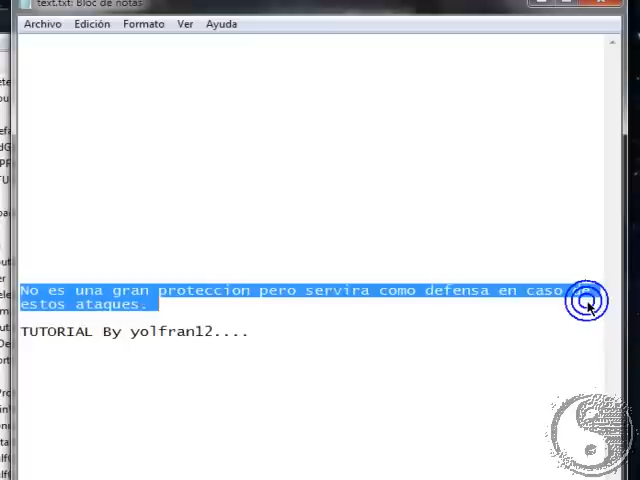 text.txt: Bloc de notas
Archivo Edición Formato Ver Ayuda
No es una gran proteccion pero servira como defensa en caso de
estos ataques.
TUTORIAL By yolfran12....